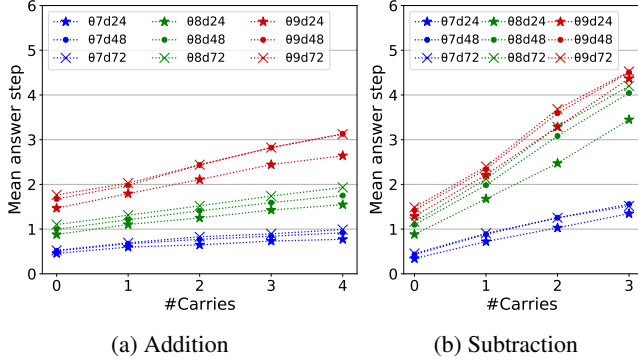 Mean answer step
6
5
4
3
2
1
0
θ7d24 θ8d24 θ9d24
θ7d48 θ8d48 θ9d48
θ7d72 θ8d72 θ9d72
0 1 2 3 4
#Carries
(a) Addition
Mean answer step
6
5
4
3
2
1
0
θ7d24 θ8d24 θ9d24
θ7d48 θ8d48 θ9d48
θ7d72 θ8d72 θ9d72
0 1 2 3
#Carries
(b) Subtraction